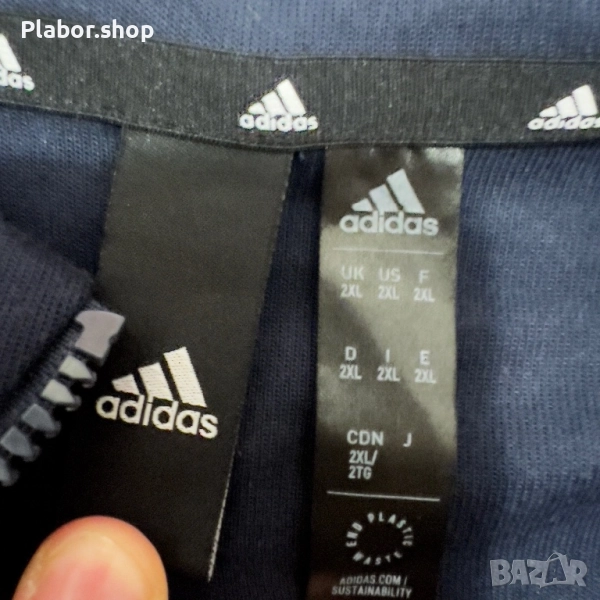 Plabor.shop
adidas
adidas
adidas
adidas
UK US F
2XL 2XL 2XL
D I E
2XL 2XL 2XL
CDN J
2XL/
2TG
END PLASTIC
WASTE
ADIDAS.COM/
SUSTAINABILITY
adidas
BAZAR